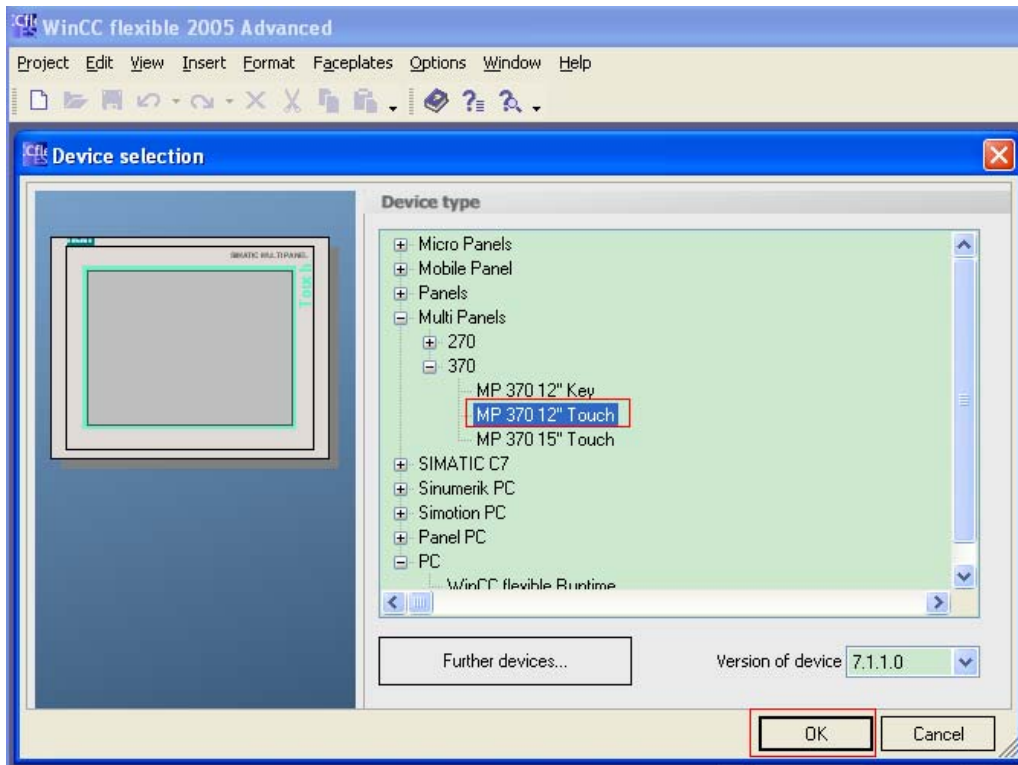 WinCC flexible 2005 Advanced
Project Edit View Insert Format Faceplates Options Window Help
Device selection
Device type
SIMATIC MULTIPANEL
Touch
Micro Panels
Mobile Panel
Panels
Multi Panels
270
370
MP 370 12" Key
MP 370 12" Touch
MP 370 15" Touch
SIMATIC C7
Sinumerik PC
Simotion PC
Panel PC
PC
WinCC flexible Runtime
Further devices...
Version of device 7.1.1.0
OK Cancel